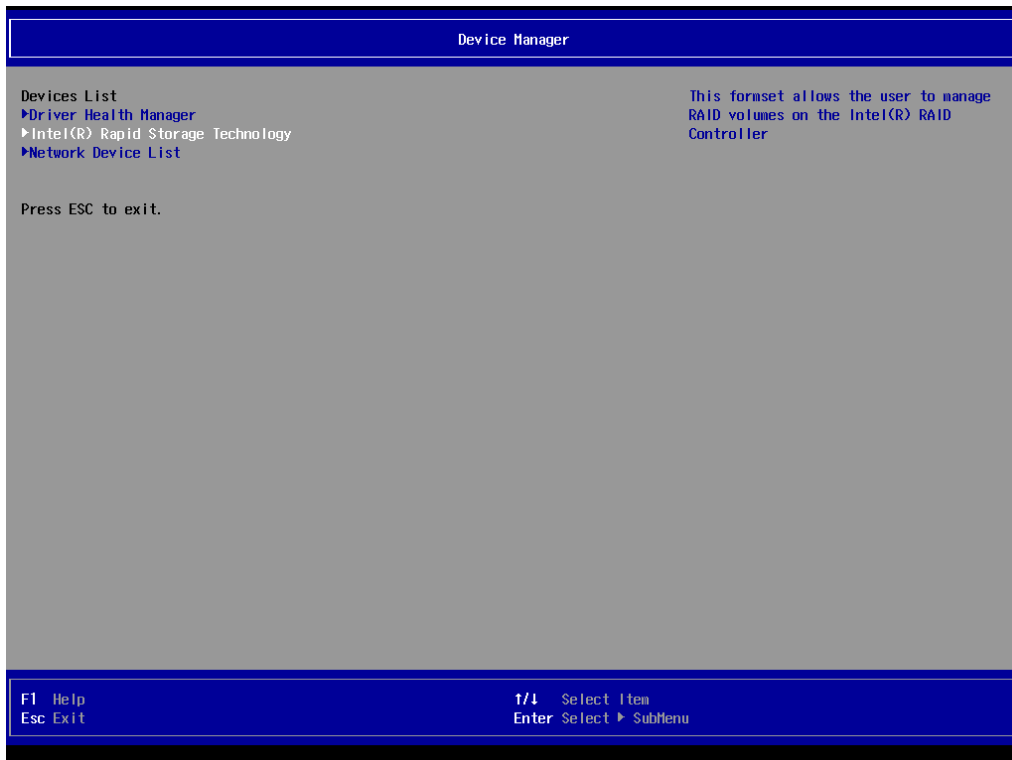 Device Manager
Devices List
▶Driver Health Manager
▶Intel(R) Rapid Storage Technology
▶Network Device List
Press ESC to exit.
This formset allows the user to manage
RAID volumes on the Intel(R) RAID
Controller
F1 Help
Esc Exit
↑/↓ Select Item
Enter Select ▶ SubMenu